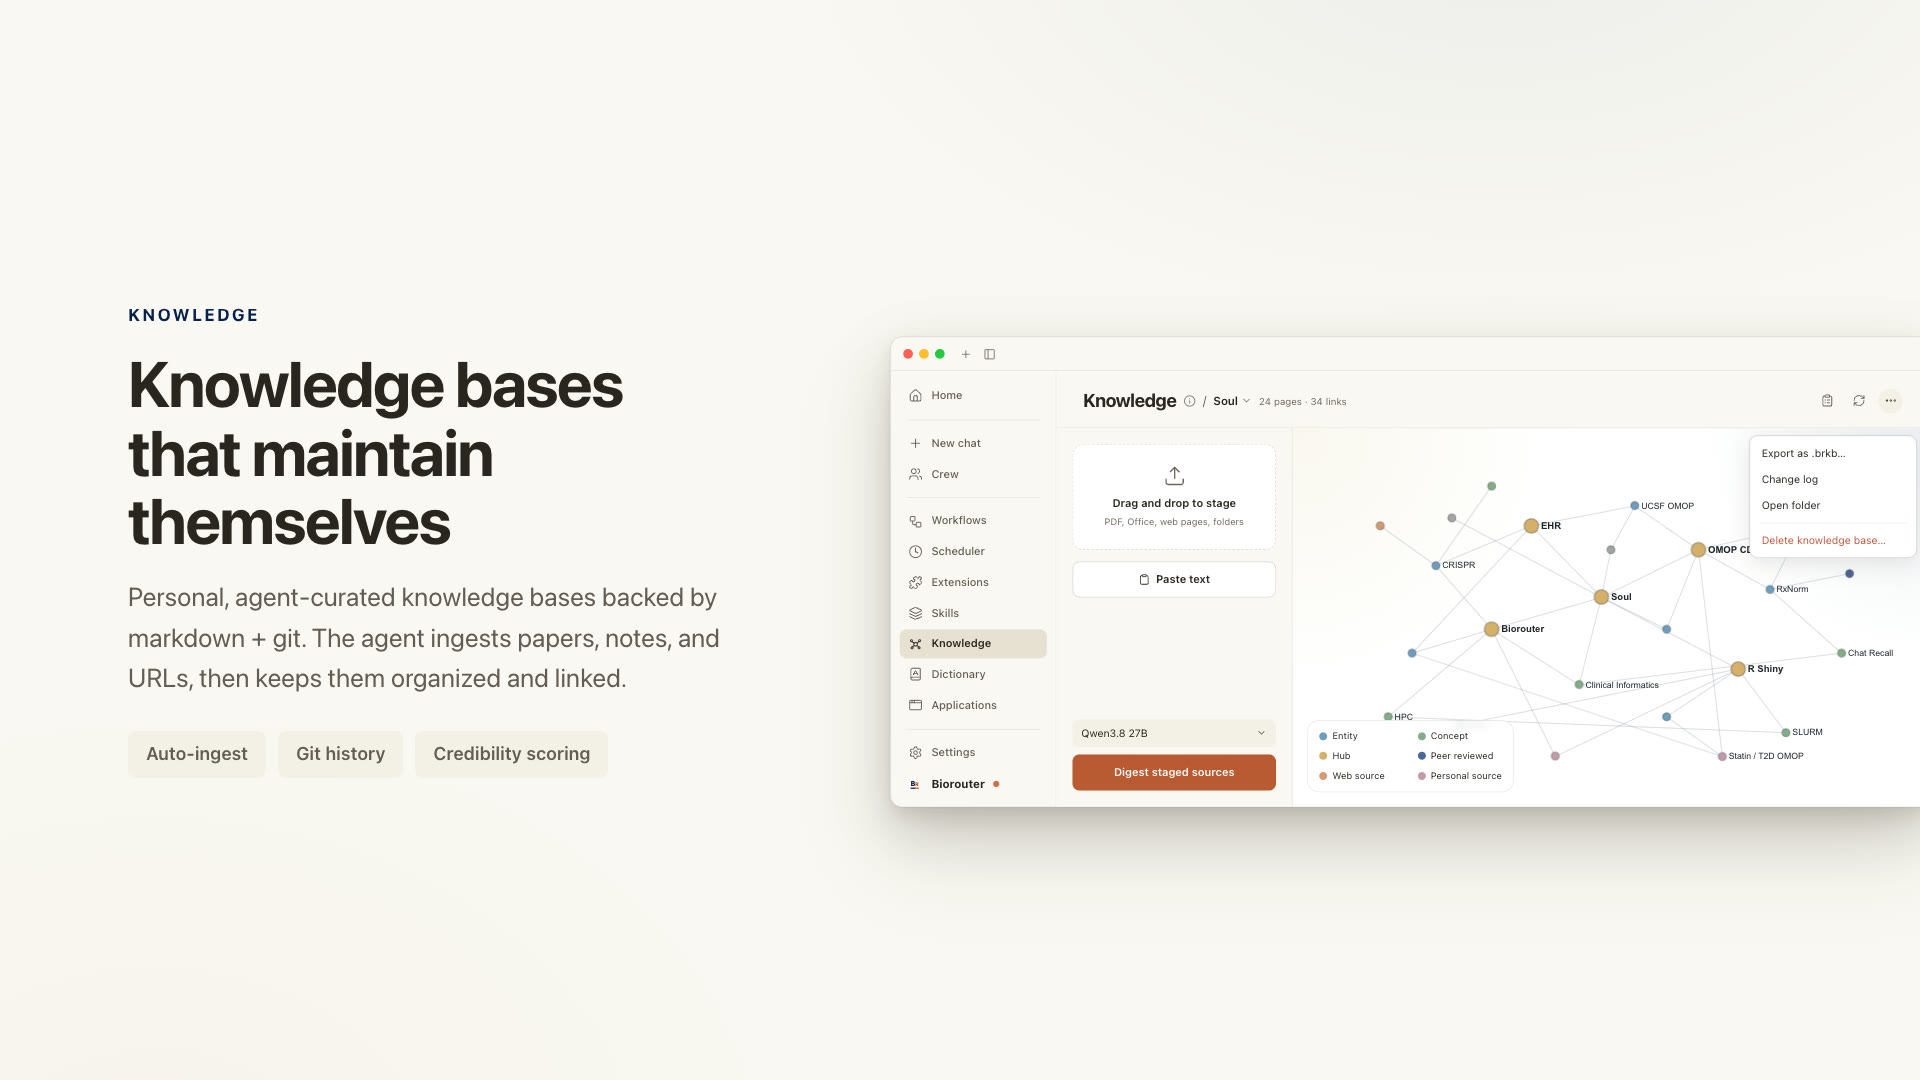 KNOWLEDGE
Knowledge bases
that maintain
themselves
Personal, agent-curated knowledge bases backed by
markdown + git. The agent ingests papers, notes, and
URLs, then keeps them organized and linked.
Auto-ingest
Git history
Credibility scoring
Home
New chat
Crew
Workflows
Scheduler
Extensions
Skills
Knowledge
Dictionary
Applications
Settings
Biorouter
Knowledge / Soul 24 pages · 34 links
Drag and drop to stage
PDF, Office, web pages, folders
Paste text
Qwen3.8 27B
Digest staged sources
Export as .brkb...
Change log
Open folder
Delete knowledge base...
UCSF OMOP
EHR
OMOP
CRISPR
RxNorm
Soul
Biorouter
Chat Recall
R Shiny
Clinical Informatics
HPC
SLURM
Statin / T2D OMOP
Entity
Concept
Hub
Peer reviewed
Web source
Personal source